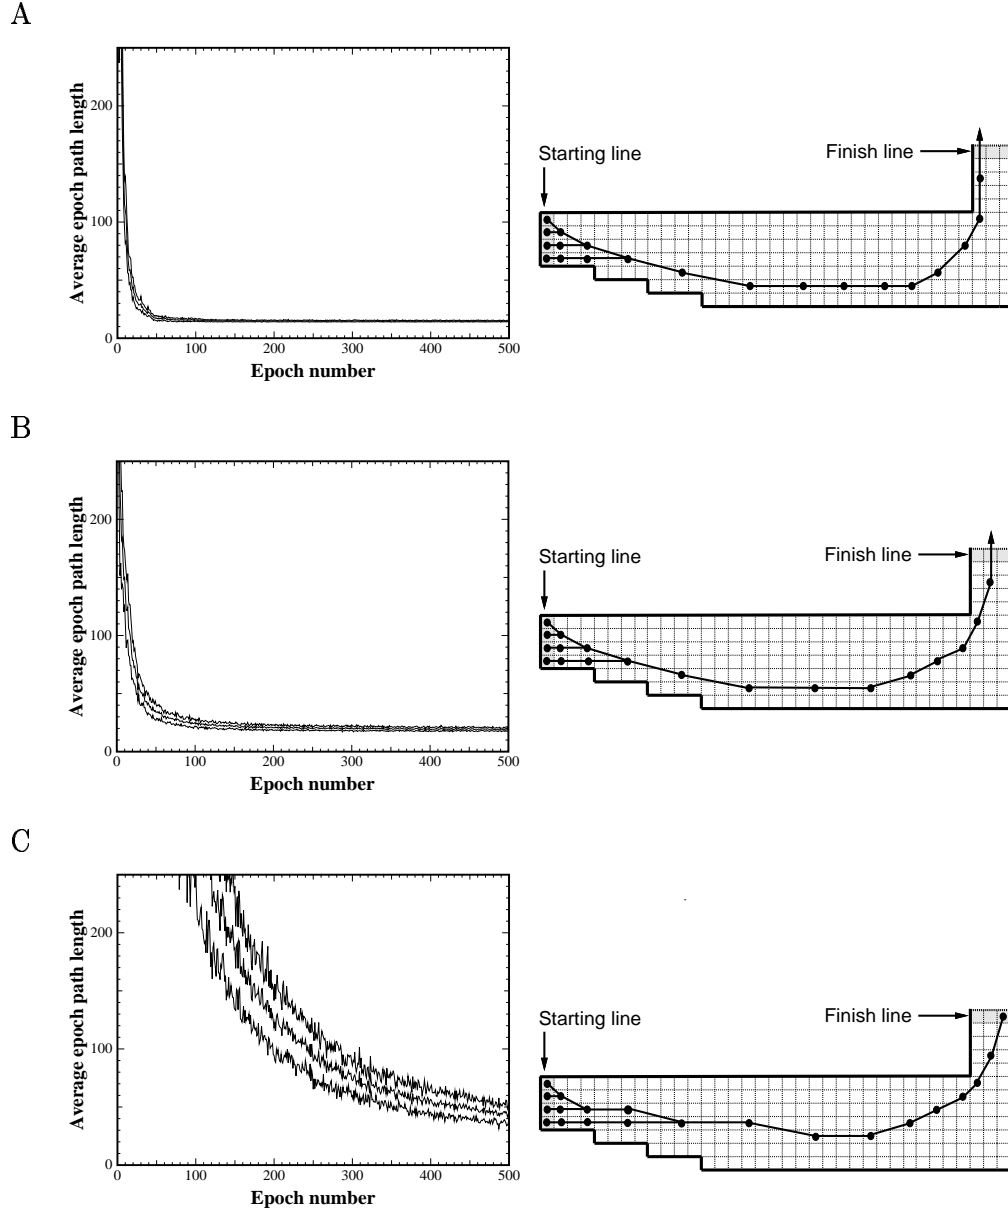 A
Average epoch path length
200
100
0
0 100 200 300 400 500
Epoch number
Starting line
Finish line
B
Average epoch path length
200
100
0
0 100 200 300 400 500
Epoch number
Starting line
Finish line
C
Average epoch path length
200
100
0
0 100 200 300 400 500
Epoch number
Starting line
Finish line